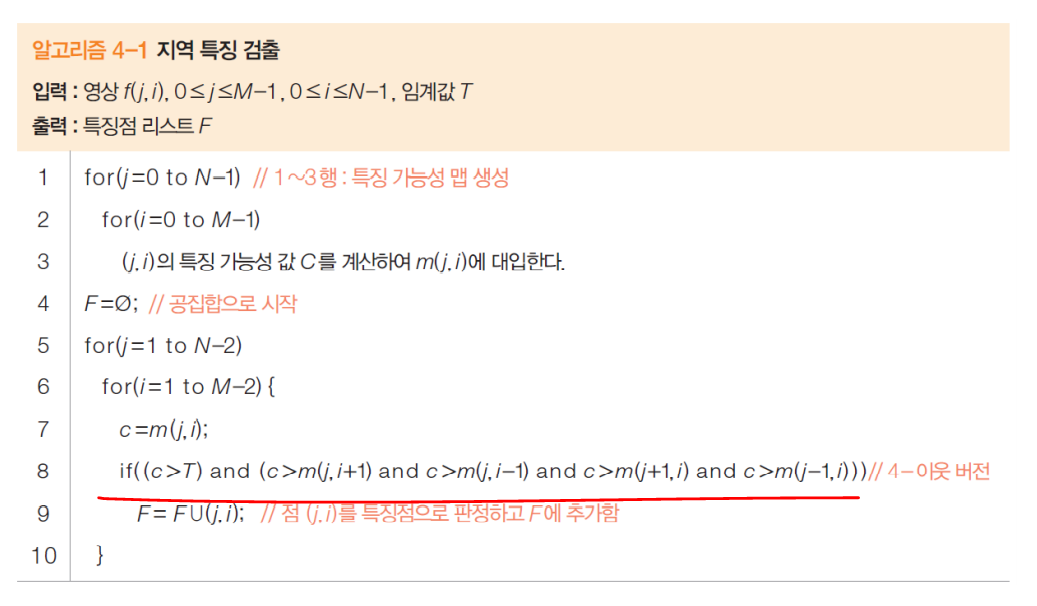 알고리즘 4-1 지역 특징 검출
입력 : 영상 f(j, i), 0≤j≤M-1, 0≤i≤N-1, 임계값 T
출력 : 특징점 리스트 F
1 for(j=0 to N-1) // 1~3행 : 특징 가능성 맵 생성
2 for(i=0 to M-1)
3 (j, i)의 특징 가능성 값 C를 계산하여 m(j, i)에 대입한다.
4 F=∅; // 공집합으로 시작
5 for(j=1 to N-2)
6 for(i=1 to M-2) {
7 c=m(j, i);
8 if((c>T) and (c>m(j, i+1) and c>m(j, i-1) and c>m(j+1, i) and c>m(j-1, i))) // 4-이웃 버전
9 F= F∪(j, i); // 점 (j, i)를 특징점으로 판정하고 F에 추가함
10 }